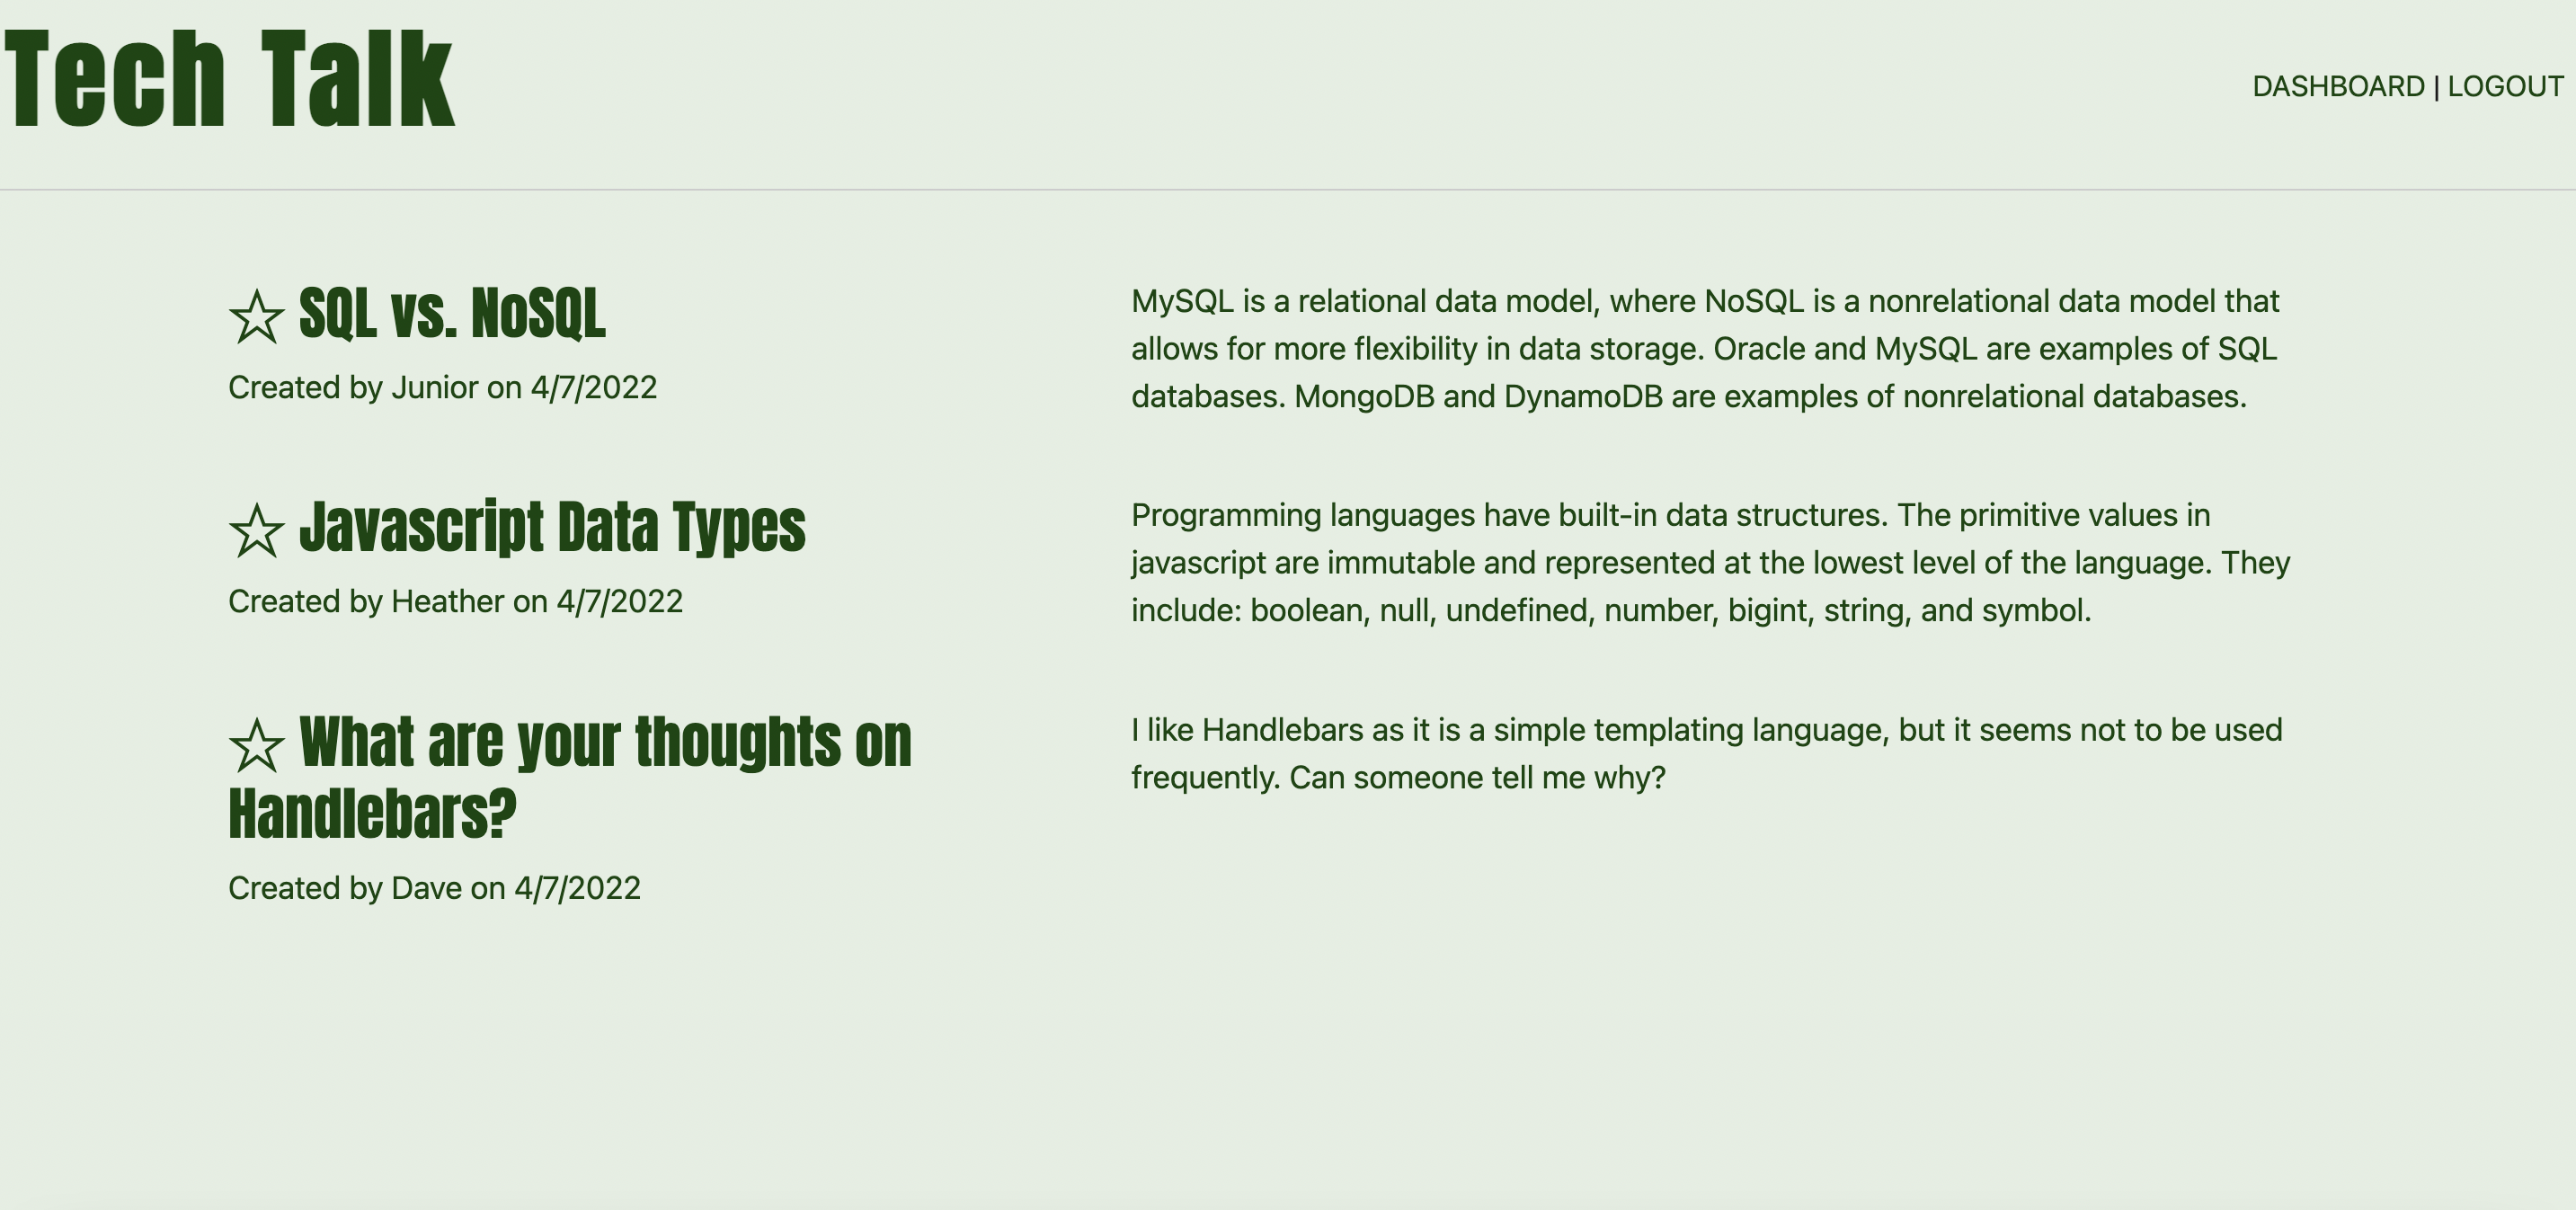 Tech Talk
DASHBOARD | LOGOUT
☆ SQL vs. NoSQL
Created by Junior on 4/7/2022
MySQL is a relational data model, where NoSQL is a nonrelational data model that
allows for more flexibility in data storage. Oracle and MySQL are examples of SQL
databases. MongoDB and DynamoDB are examples of nonrelational databases.
☆ Javascript Data Types
Created by Heather on 4/7/2022
Programming languages have built-in data structures. The primitive values in
javascript are immutable and represented at the lowest level of the language. They
include: boolean, null, undefined, number, bigint, string, and symbol.
☆ What are your thoughts on
Handlebars?
Created by Dave on 4/7/2022
I like Handlebars as it is a simple templating language, but it seems not to be used
frequently. Can someone tell me why?